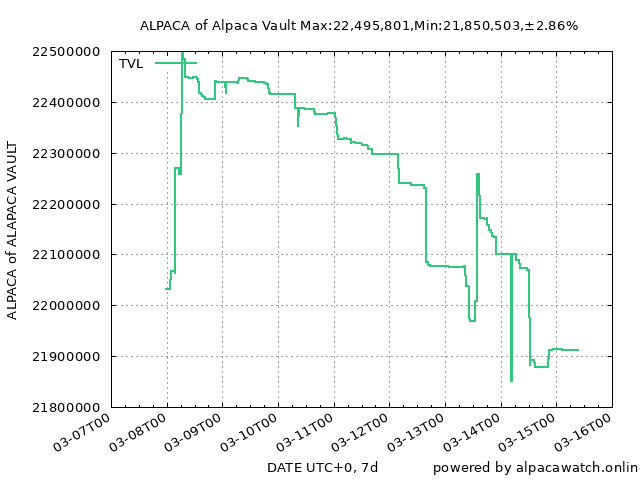 ALPACA of Alpaca Vault Max:22,495,801,Min:21,850,503,±2.86%
TVL
22500000
22400000
22300000
22200000
22100000
22000000
21900000
21800000
ALPACA of ALAPACA VAULT
03-07T00
03-08T00
03-09T00
03-10T00
03-11T00
03-12T00
03-13T00
03-14T00
03-15T00
03-16T00
DATE UTC+0, 7d
powered by alpacawatch.onlin